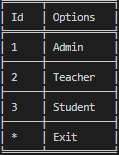 Id Options
1 Admin
2 Teacher
3 Student
* Exit